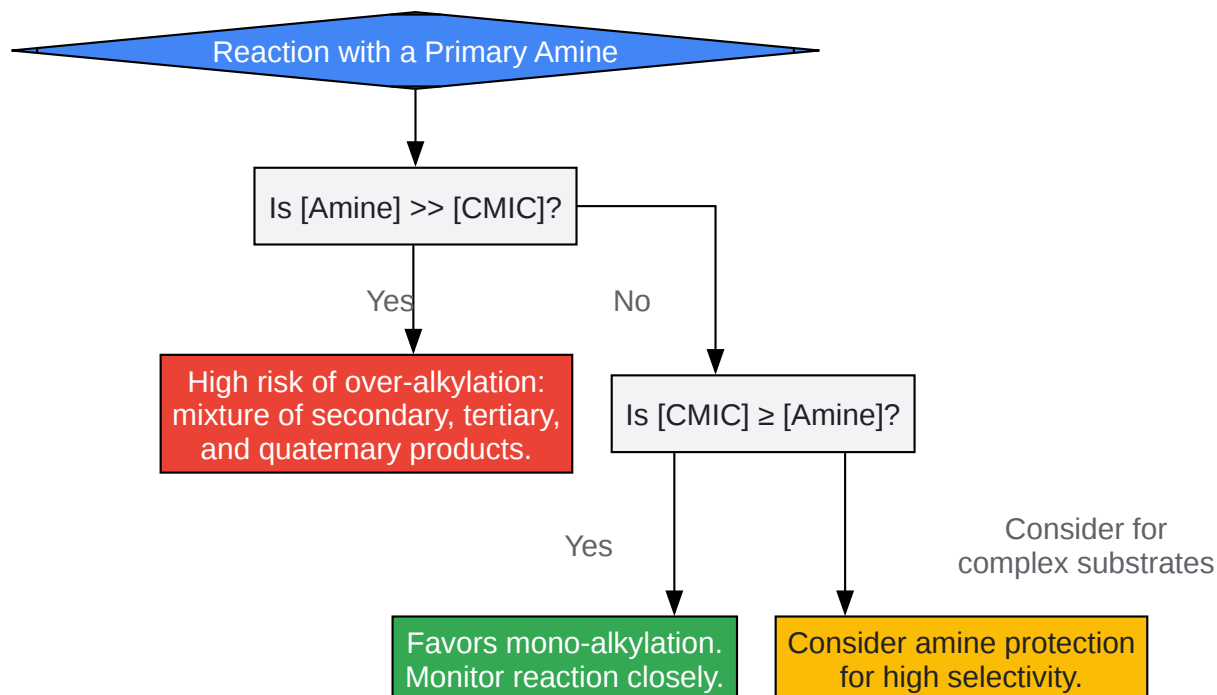 Reaction with a Primary Amine
Is [Amine] >> [CMIC]?
Yes
No
High risk of over-alkylation:
mixture of secondary, tertiary,
and quaternary products.
Is [CMIC] ≥ [Amine]?
Yes
Consider for
complex substrates
Favors mono-alkylation.
Monitor reaction closely.
Consider amine protection
for high selectivity.